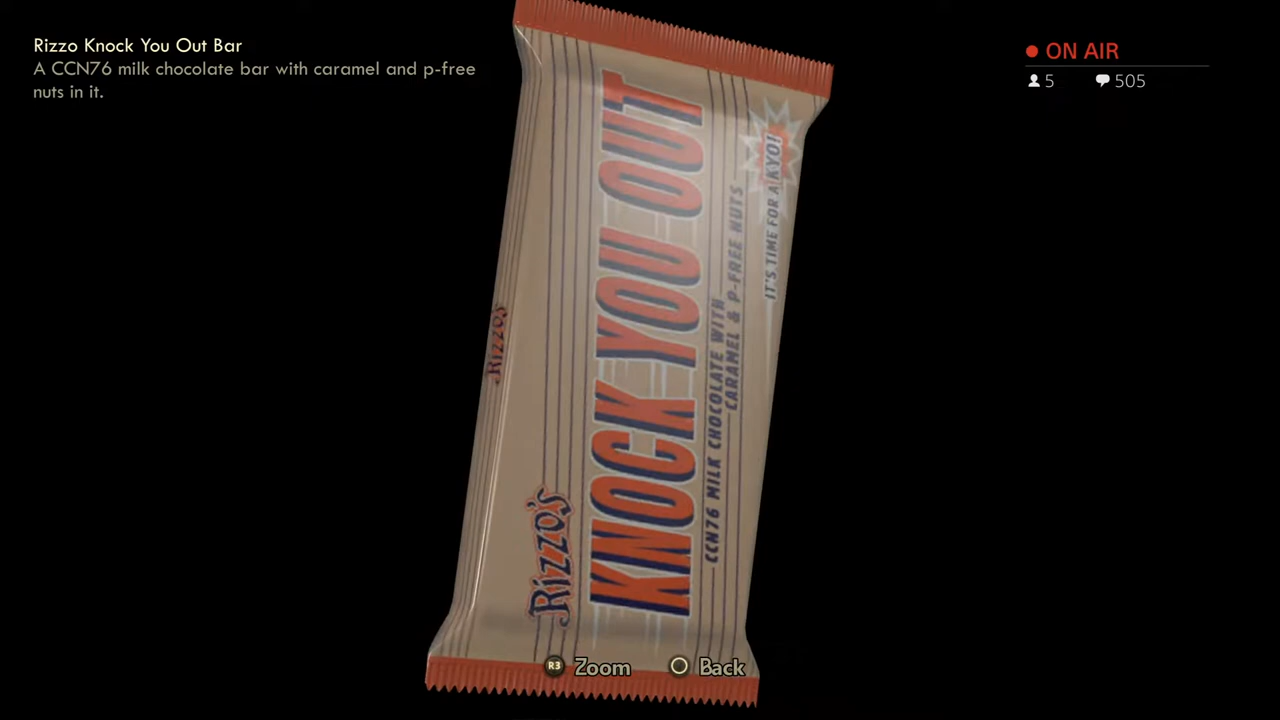 Rizzo Knock You Out Bar
A CCN76 milk chocolate bar with caramel and p-free
nuts in it.
ON AIR
5 505
Rizzo's
Rizzo's
KNOCK YOU OUT
CCN76 MILK CHOCOLATE WITH
CARAMEL & P-FREE NUTS
IT'S TIME FOR A KYO!
R3 Zoom Back